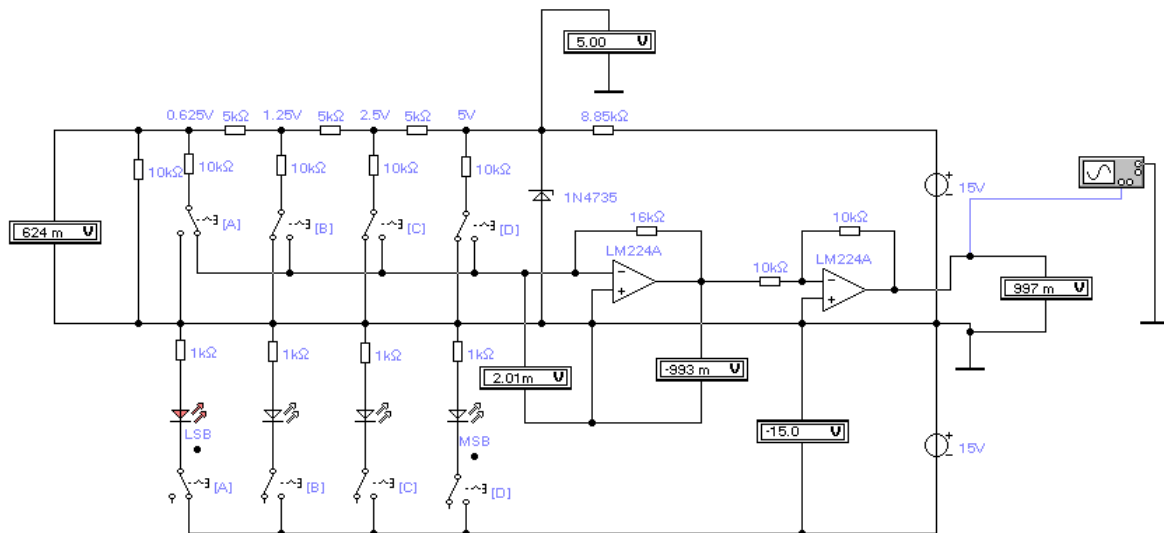 5.00 V
0.625V 5kΩ 1.25V 5kΩ 2.5V 5kΩ 5V 8.85kΩ
10kΩ 10kΩ 10kΩ 10kΩ 10kΩ
15V
1N4735
[A] [B] [C] [D]
624 m V
16kΩ 10kΩ
LM224A LM224A
10kΩ
997 m V
1kΩ 1kΩ 1kΩ 1kΩ
2.01m V
-993 m V
LSB MSB
-15.0 V
15V
[A] [B] [C] [D]